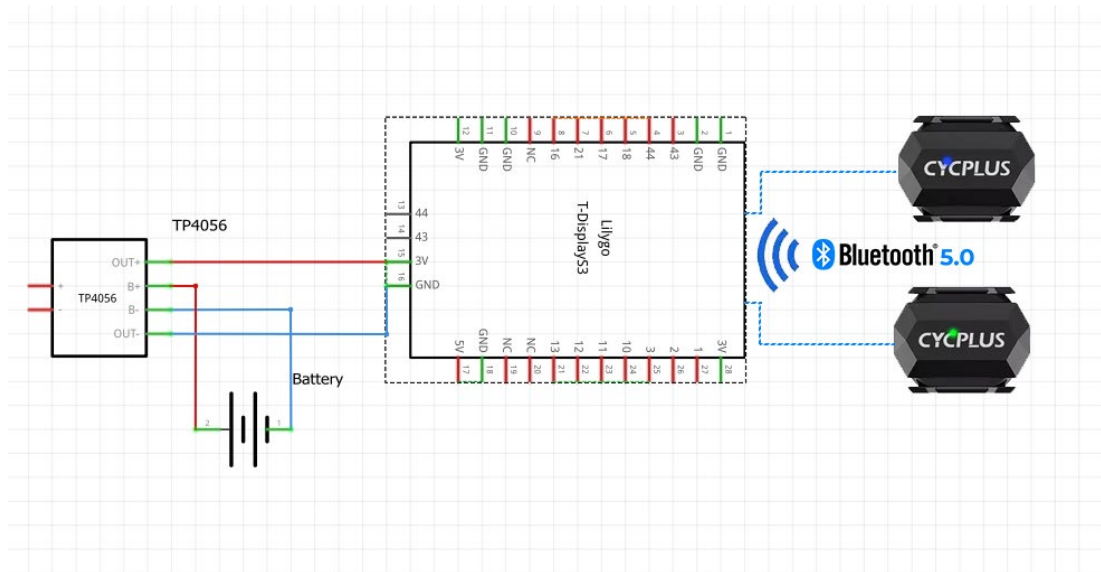 12
11
10
9
8
7
6
5
4
3
2
1
3V
GND
GND
NC
16
21
17
18
44
43
GND
GND
CYCPLUS
TP4056
13
44
14
43
15
3V
16
GND
Lilygo
T-DisplayS3
Bluetooth® 5.0
OUT+
+
B+
TP4056
-
B-
OUT-
CYCPLUS
Battery
2
1
5V
GND
NC
NC
13
12
11
10
3
2
1
3V
17
18
19
20
21
22
23
24
25
26
27
28